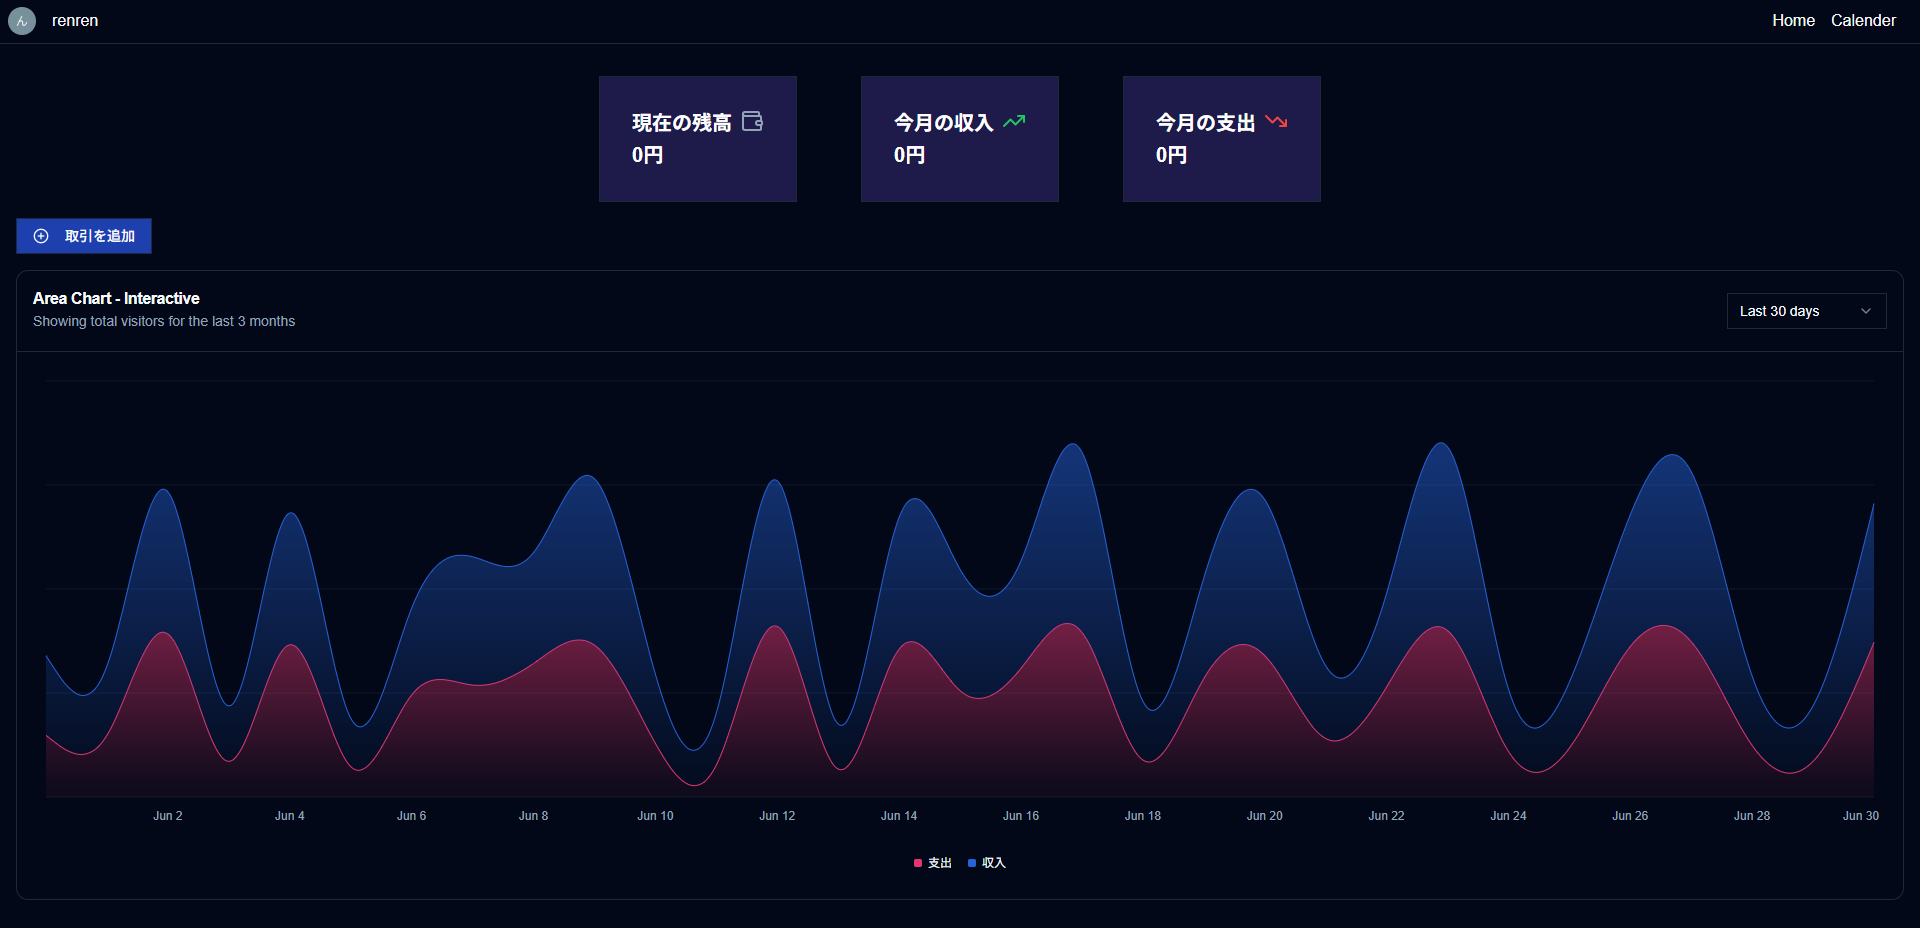 ん renren Home Calender
現在の残高 今月の収入 今月の支出
0円 0円 0円
取引を追加
Area Chart - Interactive
Showing total visitors for the last 3 months
Last 30 days
Jun 2 Jun 4 Jun 6 Jun 8 Jun 10 Jun 12 Jun 14 Jun 16 Jun 18 Jun 20 Jun 22 Jun 24 Jun 26 Jun 28 Jun 30
支出 収入